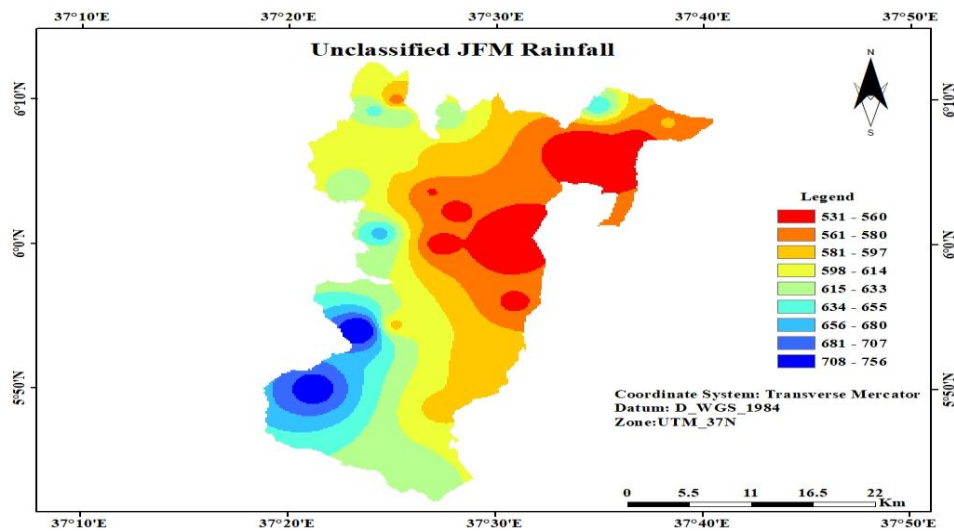 37°10'E 37°20'E 37°30'E 37°40'E 37°50'E
Unclassified JFM Rainfall
N
S
6°10'N 6°10'N
Legend
531 - 560
561 - 580
581 - 597
598 - 614
615 - 633
634 - 655
656 - 680
681 - 707
708 - 756
6°0'N 6°0'N
5°50'N 5°50'N
Coordinate System: Transverse Mercator
Datum: D_WGS_1984
Zone:UTM_37N
0 5.5 11 16.5 22
Km
37°10'E 37°20'E 37°30'E 37°40'E 37°50'E